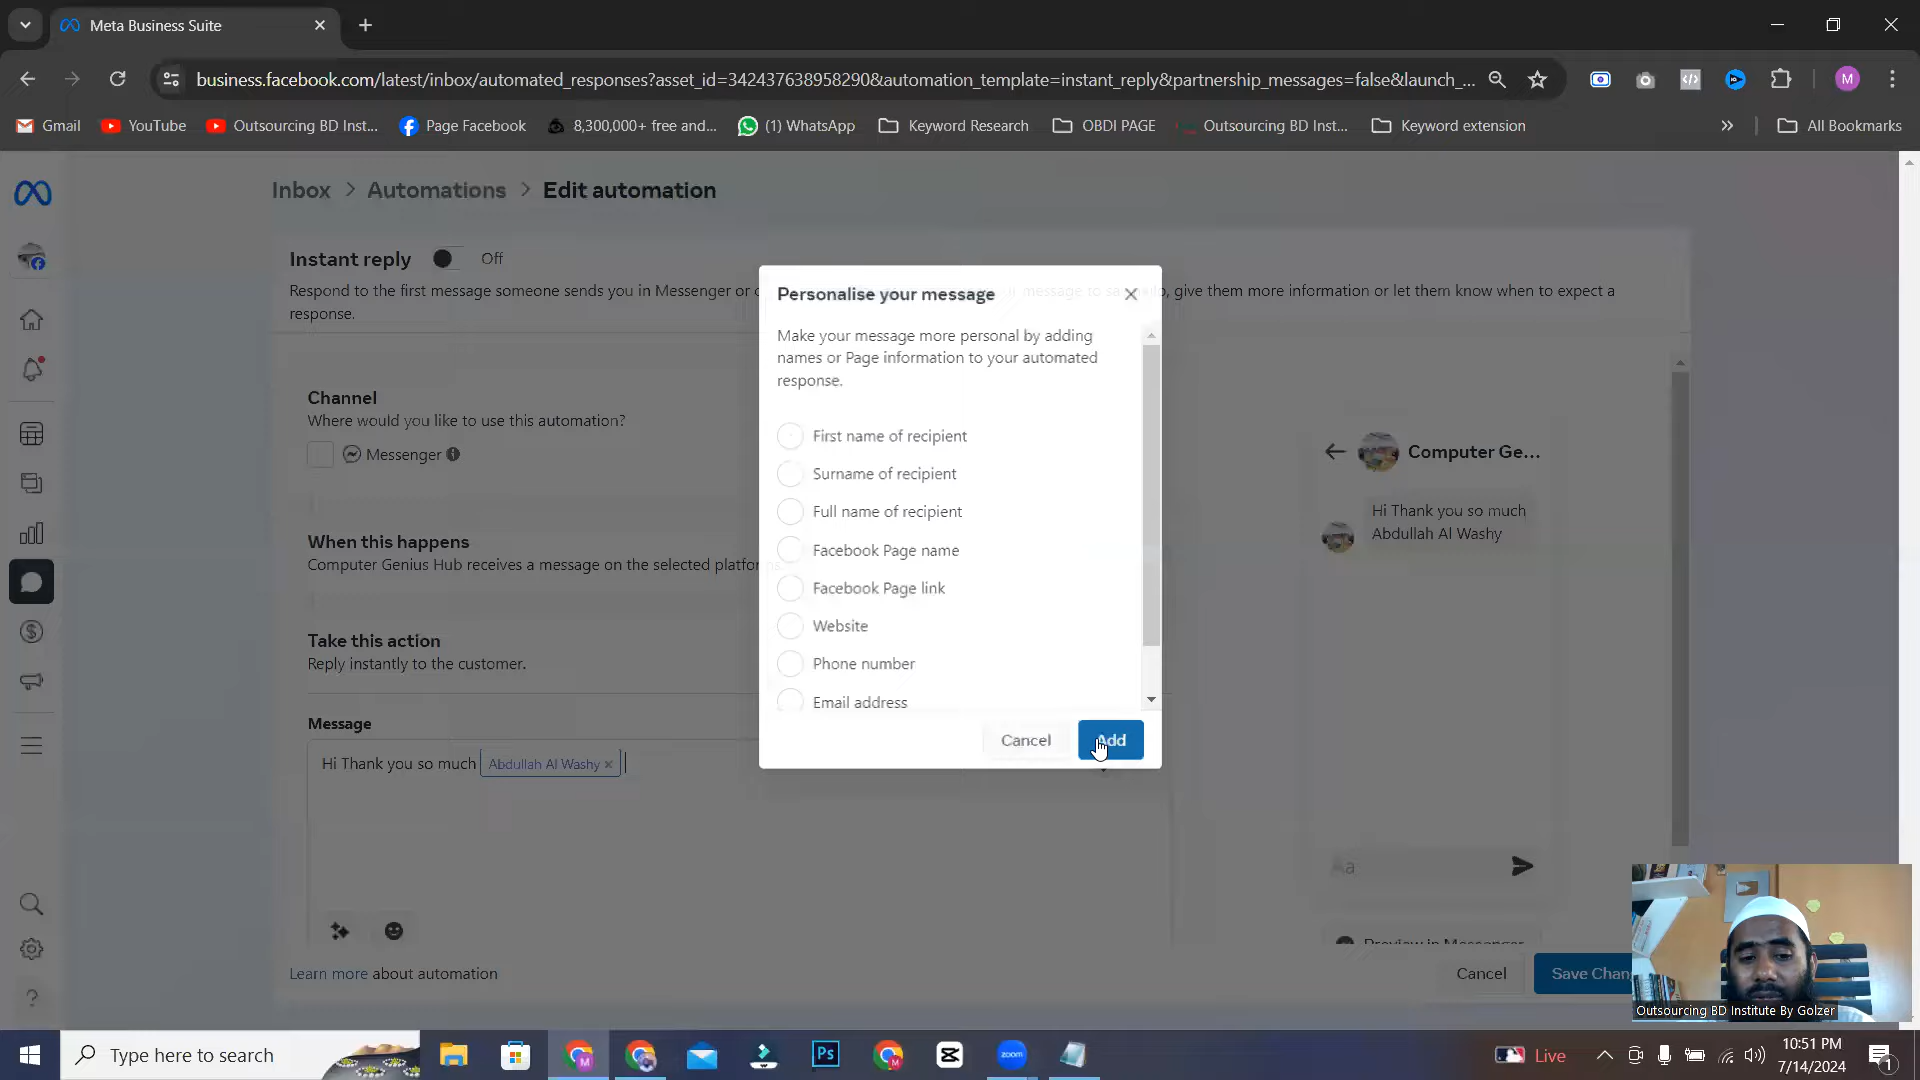 Meta Business Suite
business.facebook.com/latest/inbox/automated_responses?asset_id=342437638958290&automation_template=instant_reply&partnership_messages=false&launch_...
M
Gmail
YouTube
Outsourcing BD Inst...
Page Facebook
8,300,000+ free and...
(1) WhatsApp
Keyword Research
OBDI PAGE
Outsourcing BD Inst...
Keyword extension
All Bookmarks
Inbox > Automations > Edit automation
Instant reply Off
Respond to the first message someone sends you in Messenger or
give them more information or let them know when to expect a
response.
Channel
Where would you like to use this automation?
Messenger
When this happens
Computer Genius Hub receives a message on the selected platforms.
Take this action
Reply instantly to the customer.
Message
Hi Thank you so much Abdullah Al Washy
Learn more about automation
Personalise your message
Make your message more personal by adding
names or Page information to your automated
response.
First name of recipient
Surname of recipient
Full name of recipient
Facebook Page name
Facebook Page link
Website
Phone number
Email address
Cancel
Add
Computer Ge...
Hi Thank you so much
Abdullah Al Washy
Aa
Preview in Messenger
Cancel
Save Chan
Outsourcing BD Institute By Golzer
Type here to search
Ps
zoom
Live
10:51 PM
7/14/2024
1